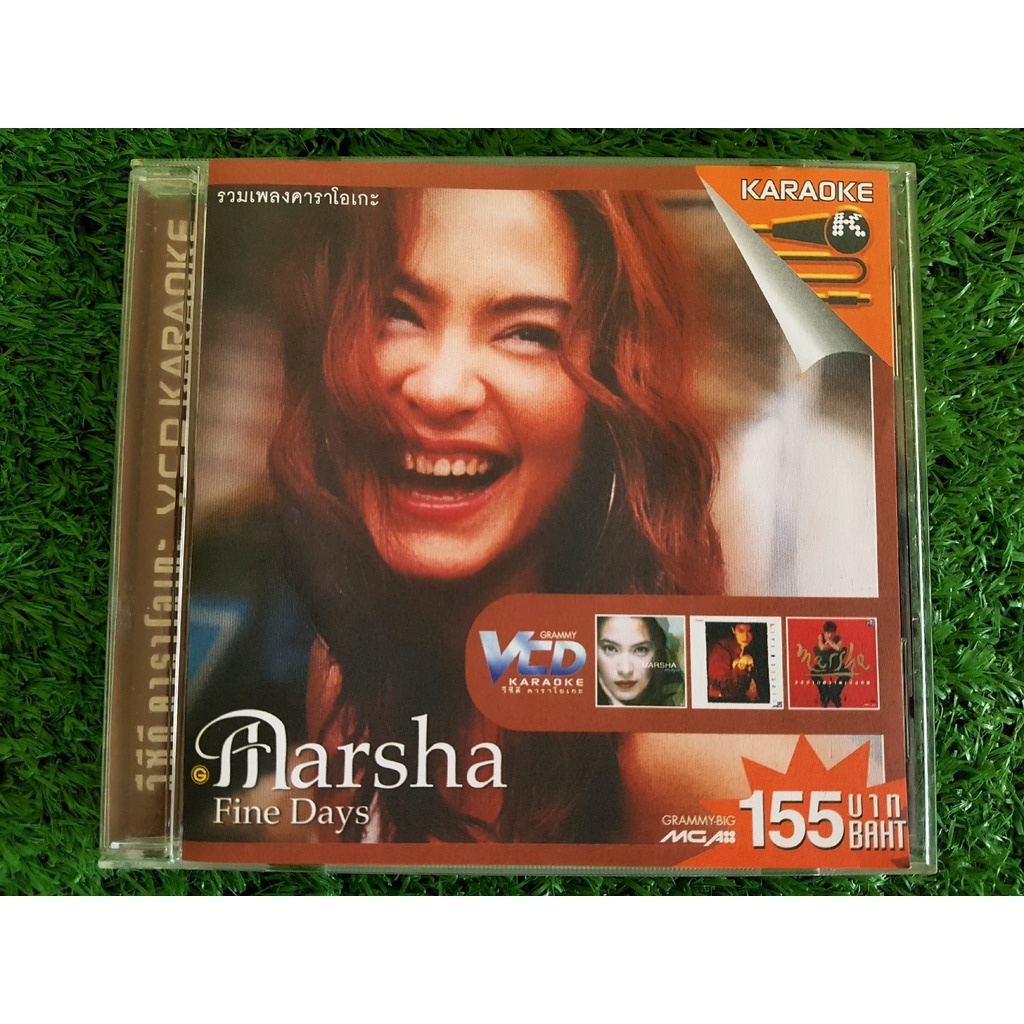 รวมเพลงคาราโอเกะ
KARAOKE
K
วีซีดี คาราโอเกะ VCD KARAOKE
GRAMMY
VCD
KARAOKE
วีซีดี คาราโอเกะ
MARSHA
marsha
G
Marsha
Fine Days
GRAMMY-BIG
MGA
155 บาท
BAHT